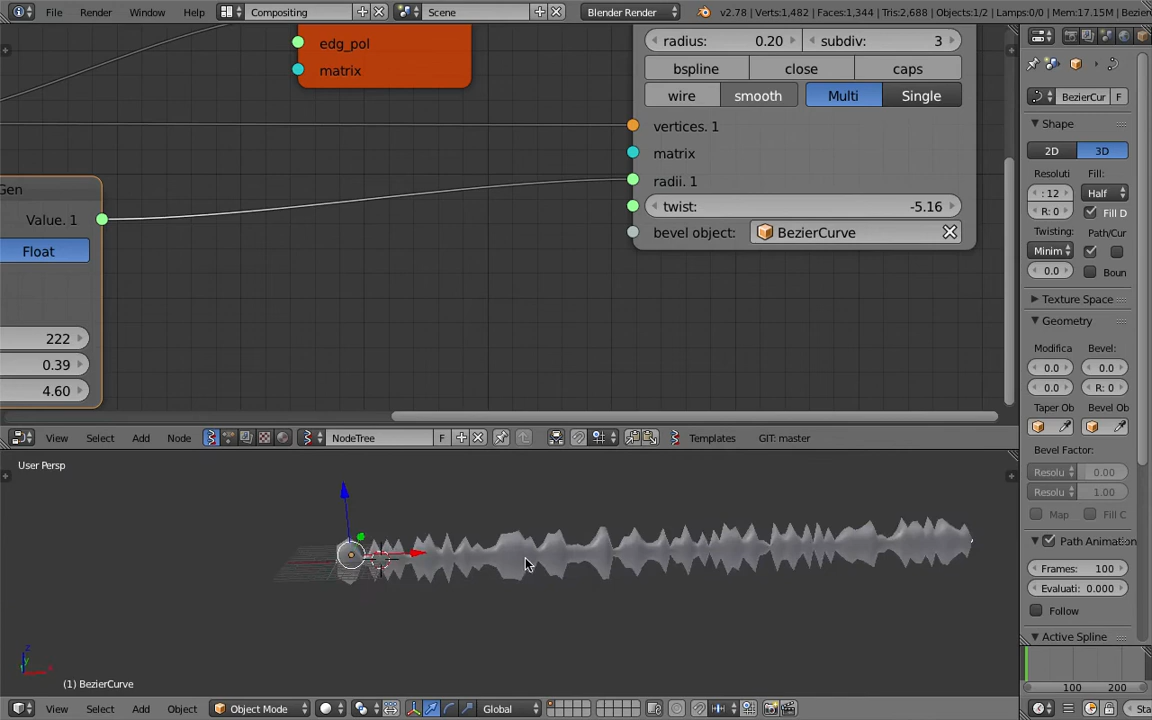 File Render Window Help Compositing Scene Blender Render v2.78 | Verts:1,482 | Faces:1,344 | Tris:2,688 | Objects:1/2 | Lamps:0/0 | Mem:17.15M | Bezier
edg_pol
matrix
radius: 0.20 subdiv: 3
bspline close caps
wire smooth Multi Single
vertices. 1
matrix
radii. 1
twist: -5.16
bevel object: BezierCurve
Gen
Value. 1
Float
222
0.39
4.60
View Select Add Node NodeTree F Templates GIT: master
User Persp
(1) BezierCurve
View Select Add Object Object Mode Global
BezierCur F
Shape
2D 3D
Resoluti Fill:
: 12 Half
R: 0 Fill D
Twisting: Path/Cur
Minim
0.0 Boun
Texture Space
Geometry
Modifica Bevel:
0.0 0.0
0.0 R: 0
Taper Ob Bevel Ob
Bevel Factor:
Resolu 0.00
Resolu 1.00
Map Fill C
Path Animation
Frames: 100
Evaluati: 0.000
Follow
Active Spline
100 200
Sta